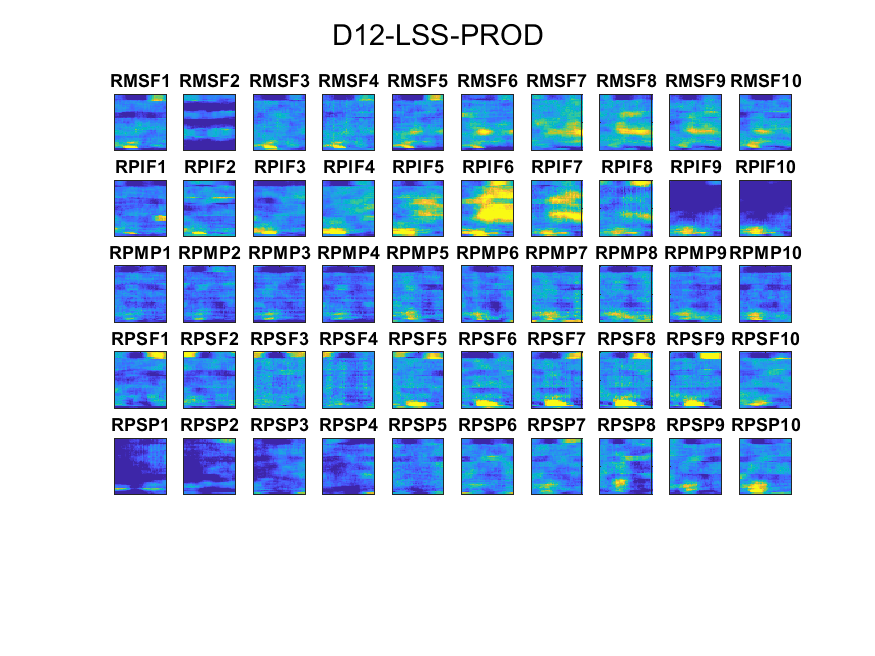 D12-LSS-PROD
RMSF1 RMSF2 RMSF3 RMSF4 RMSF5 RMSF6 RMSF7 RMSF8 RMSF9 RMSF10
RPIF1 RPIF2 RPIF3 RPIF4 RPIF5 RPIF6 RPIF7 RPIF8 RPIF9 RPIF10
RPMP1 RPMP2 RPMP3 RPMP4 RPMP5 RPMP6 RPMP7 RPMP8 RPMP9 RPMP10
RPSF1 RPSF2 RPSF3 RPSF4 RPSF5 RPSF6 RPSF7 RPSF8 RPSF9 RPSF10
RPSP1 RPSP2 RPSP3 RPSP4 RPSP5 RPSP6 RPSP7 RPSP8 RPSP9 RPSP10